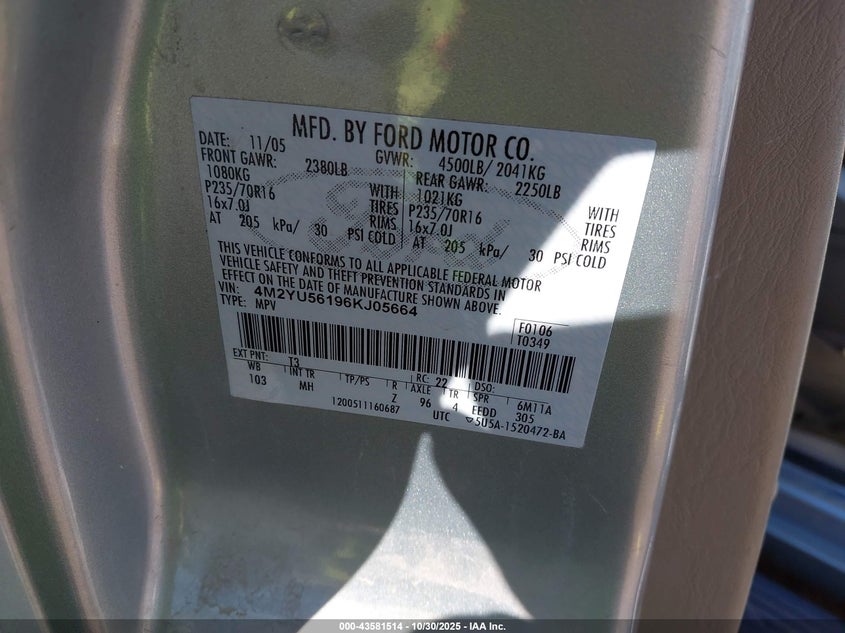 MFD. BY FORD MOTOR CO.
DATE: 11/05 GVWR: 4500LB/ 2041KG
FRONT GAWR: 2380LB REAR GAWR: 2250LB
1080KG WITH 1021KG WITH
P235/70R16 TIRES P235/70R16 TIRES
16x7.0J RIMS 16x7.0J RIMS
AT 205 kPa/ 30 PSI COLD AT 205 kPa/ 30 PSI COLD
THIS VEHICLE CONFORMS TO ALL APPLICABLE FEDERAL MOTOR
VEHICLE SAFETY AND THEFT PREVENTION STANDARDS IN
EFFECT ON THE DATE OF MANUFACTURE SHOWN ABOVE.
VIN: 4M2YU56196KJ05664
TYPE: MPV
F0106
T0349
EXT PNT: T3 RC: 22 DSO:
WB INT TR TP/PS R AXLE TR SPR 6M11A
103 MH Z 96 4 EEDD 305
1200511160687 UTC 5U5A-1520472-BA
000-43581514 | 10/30/2025 - IAA Inc.